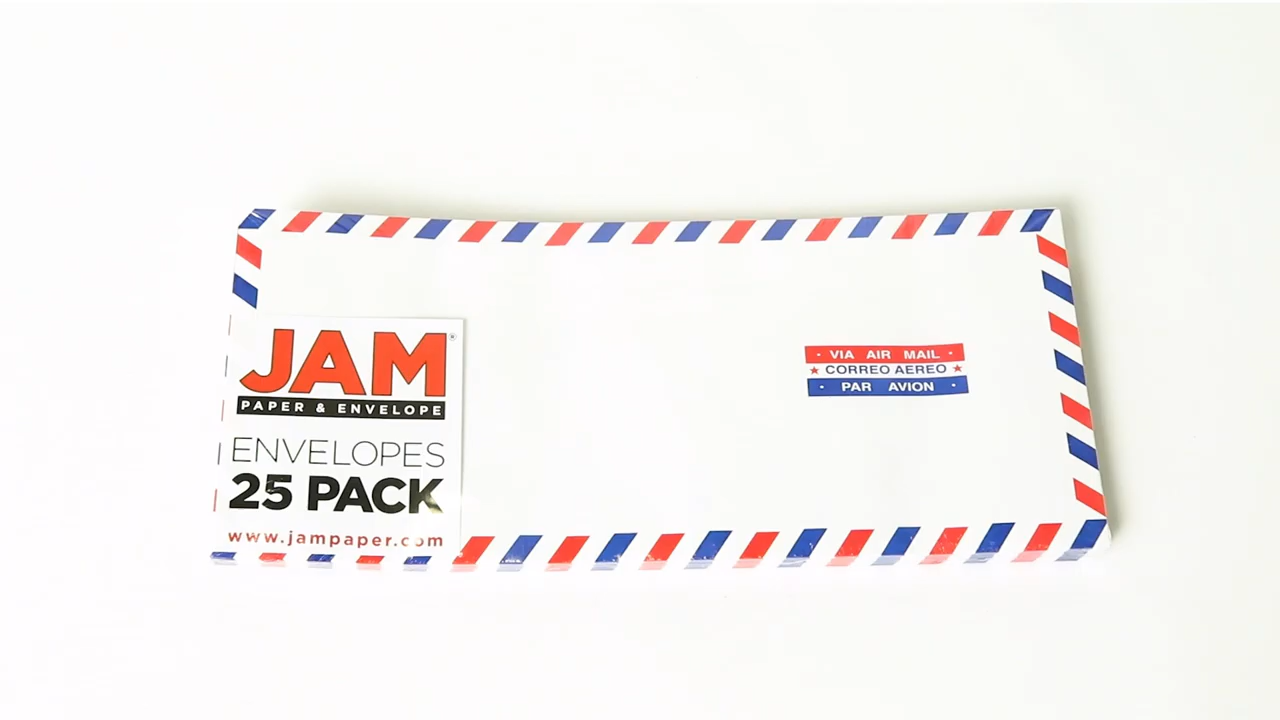 JAM®
PAPER & ENVELOPE
ENVELOPES
25 PACK
www.jampaper.com
· VIA AIR MAIL ·
★ CORREO AEREO ★
· PAR AVION ·